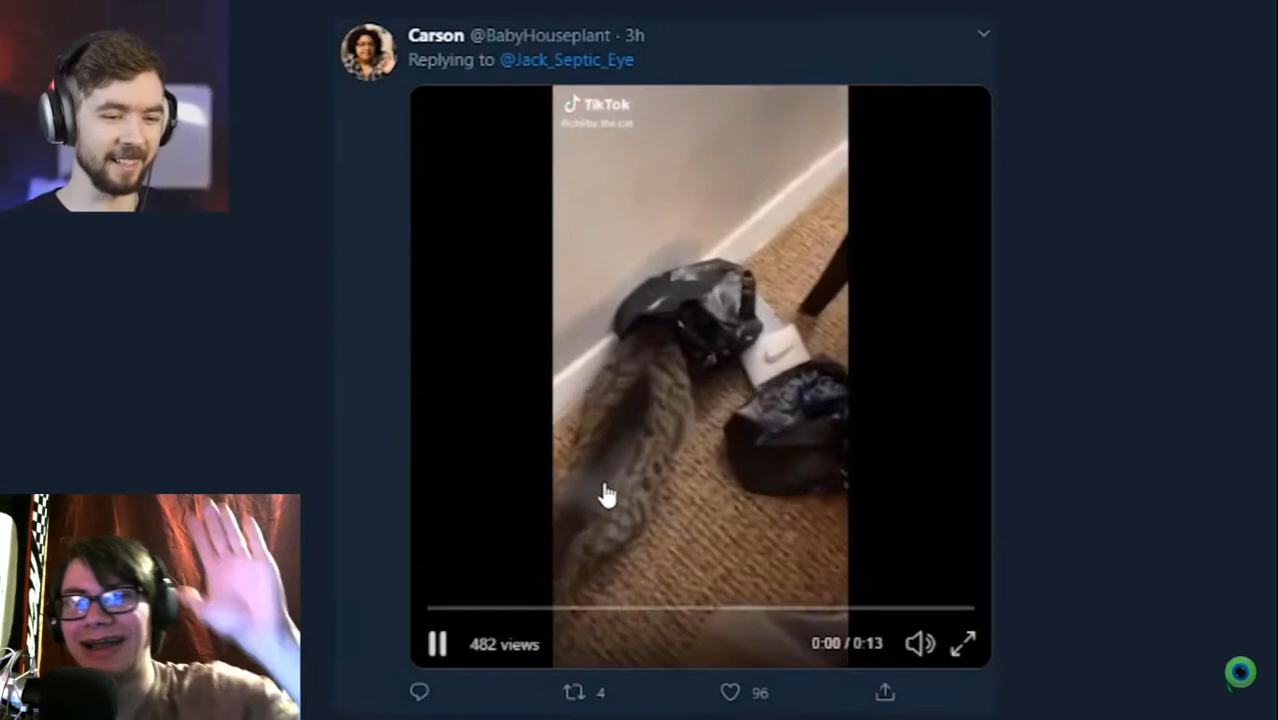 Carson @BabyHouseplant · 3h
Replying to @Jack_Septic_Eye
TikTok
482 views
0:00 / 0:13
4
96